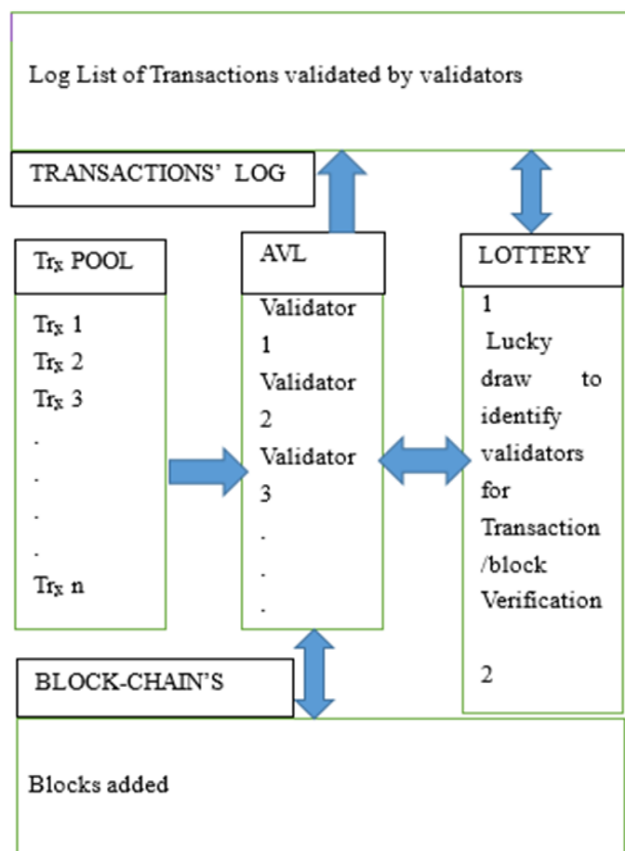 Log List of Transactions validated by validators
TRANSACTIONS’ LOG
Trx POOL
Trx 1
Trx 2
Trx 3
.
.
.
.
Trx n
AVL
Validator
1
Validator
2
Validator
3
.
.
.
LOTTERY
1
Lucky
draw to
identify
validators
for
Transaction
/block
Verification
2
BLOCK-CHAIN’S
Blocks added